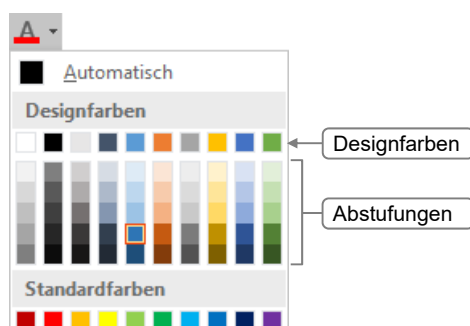 A
Automatisch
Designfarben
Designfarben
Abstufungen
Standardfarben